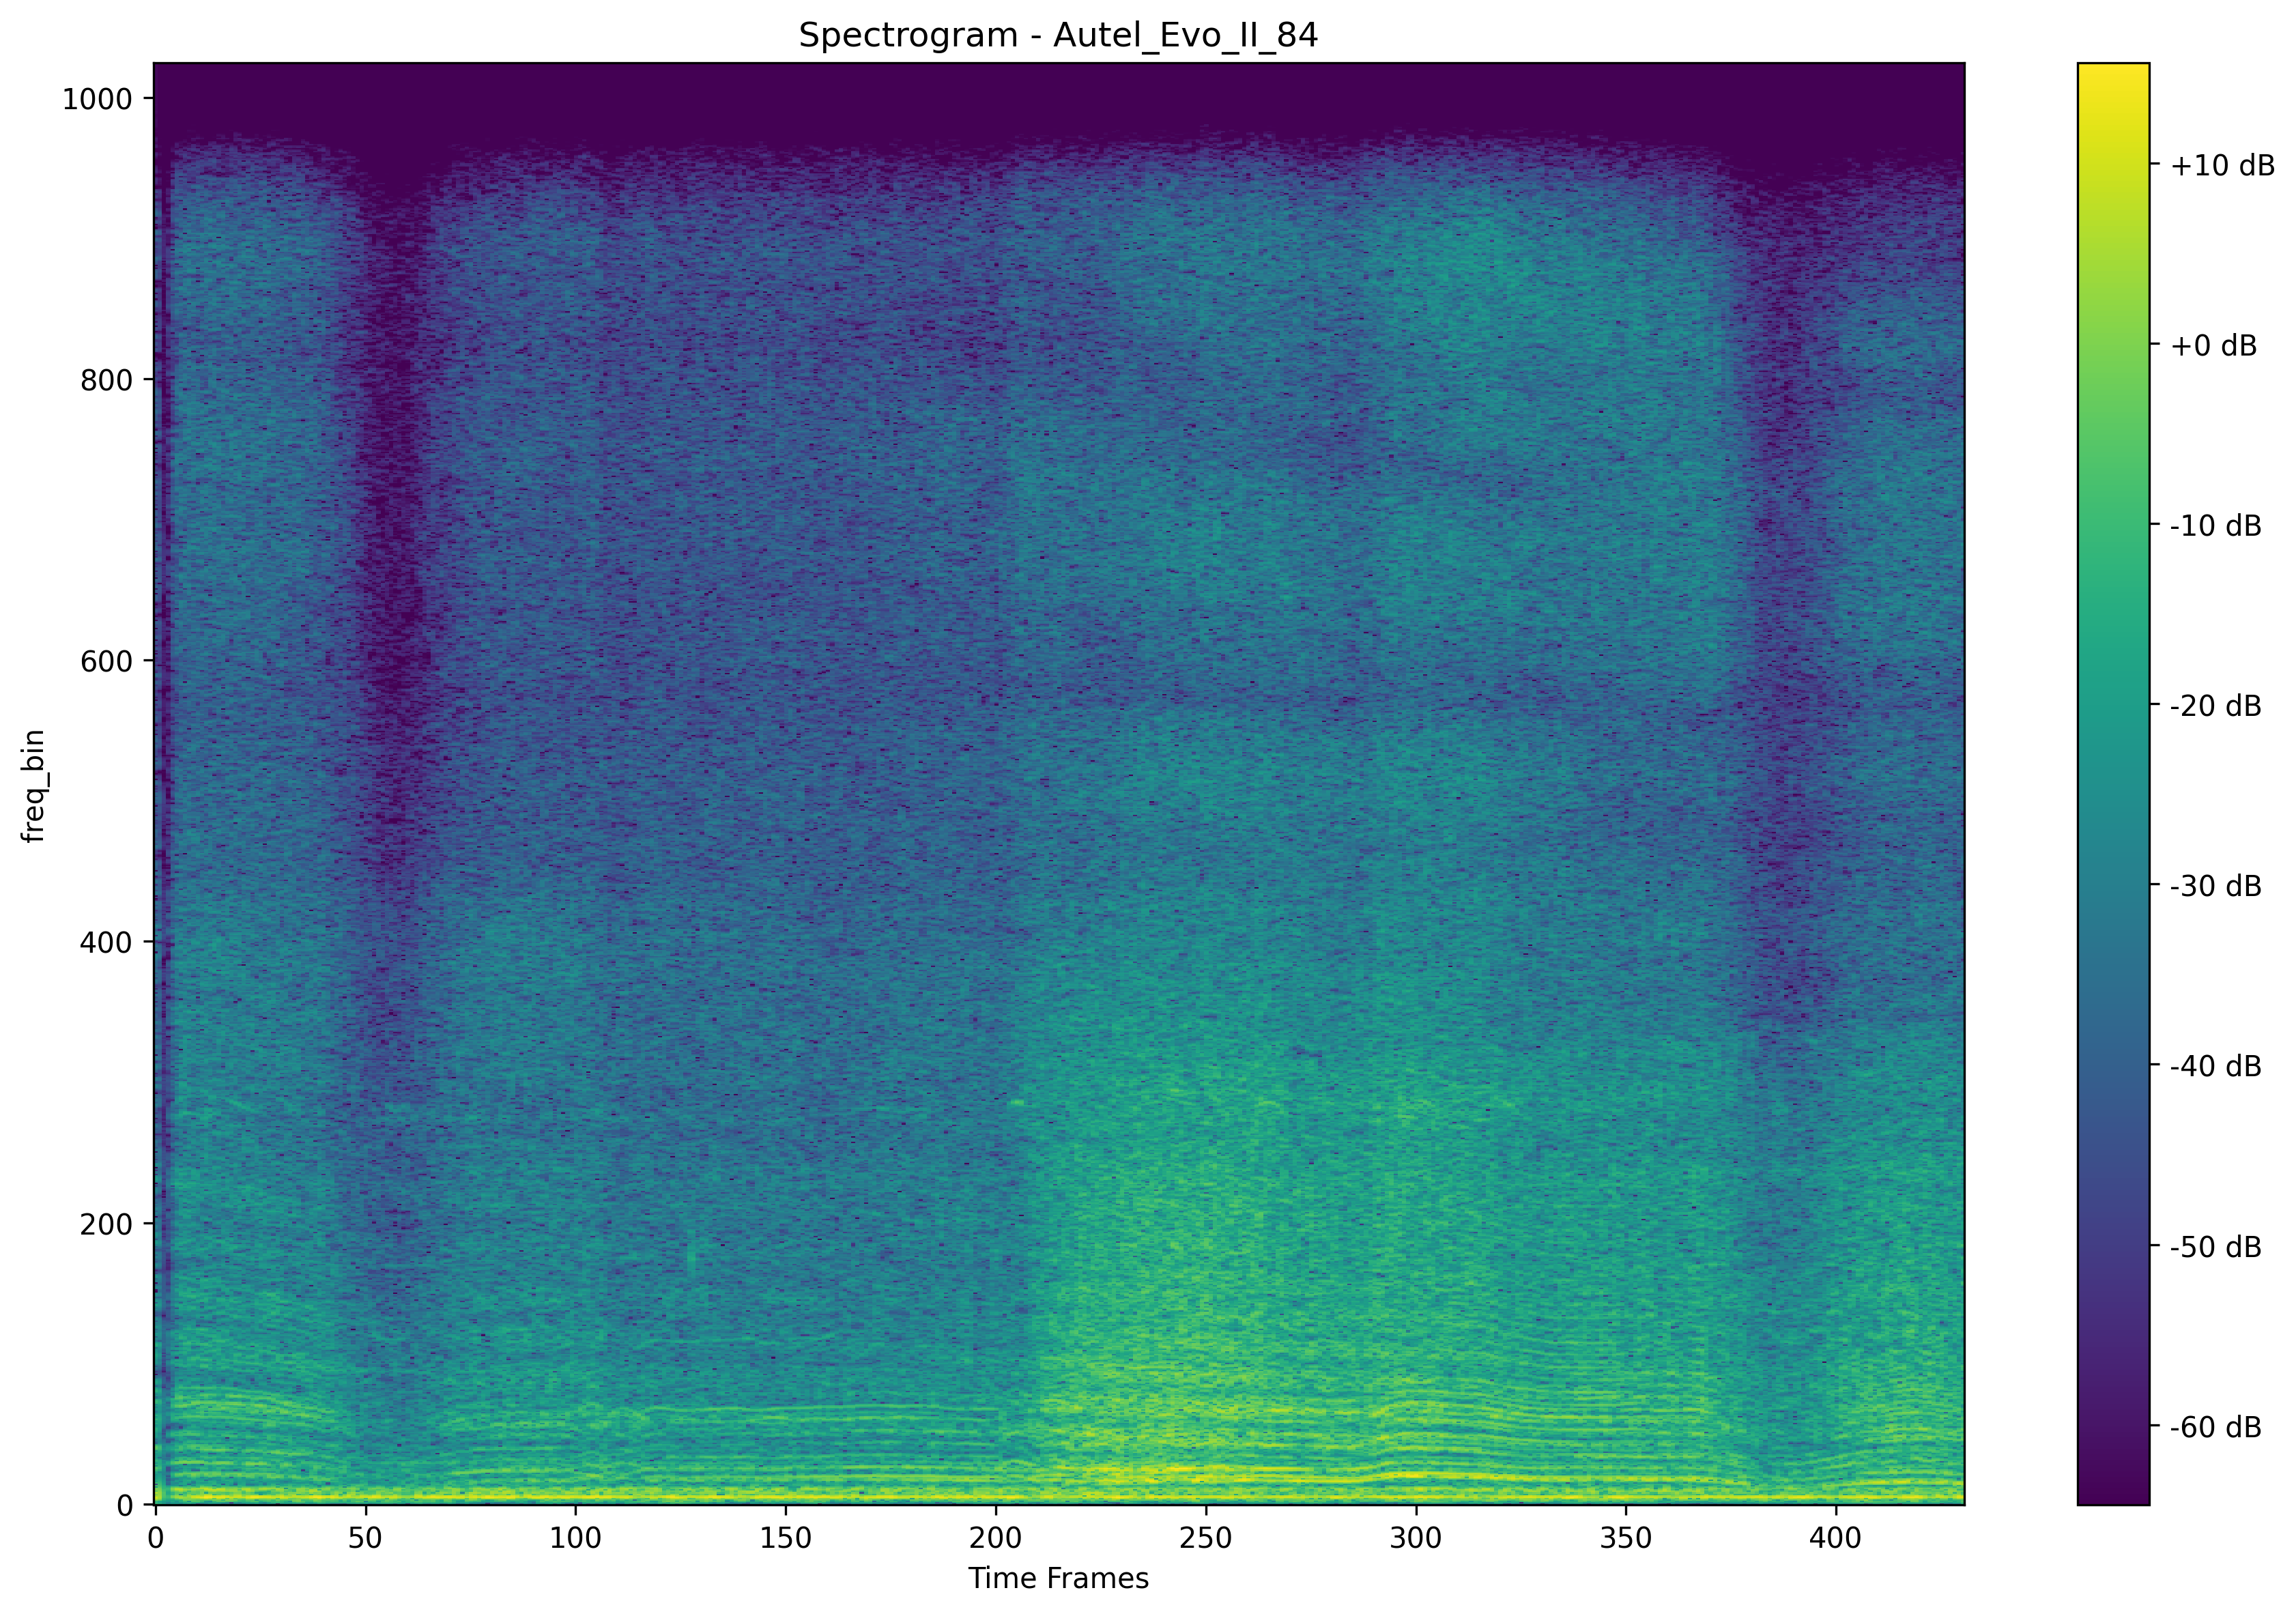 Spectrogram - Autel_Evo_II_84
1000
800
600
400
200
0
freq_bin
0 50 100 150 200 250 300 350 400
Time Frames
+10 dB
+0 dB
-10 dB
-20 dB
-30 dB
-40 dB
-50 dB
-60 dB